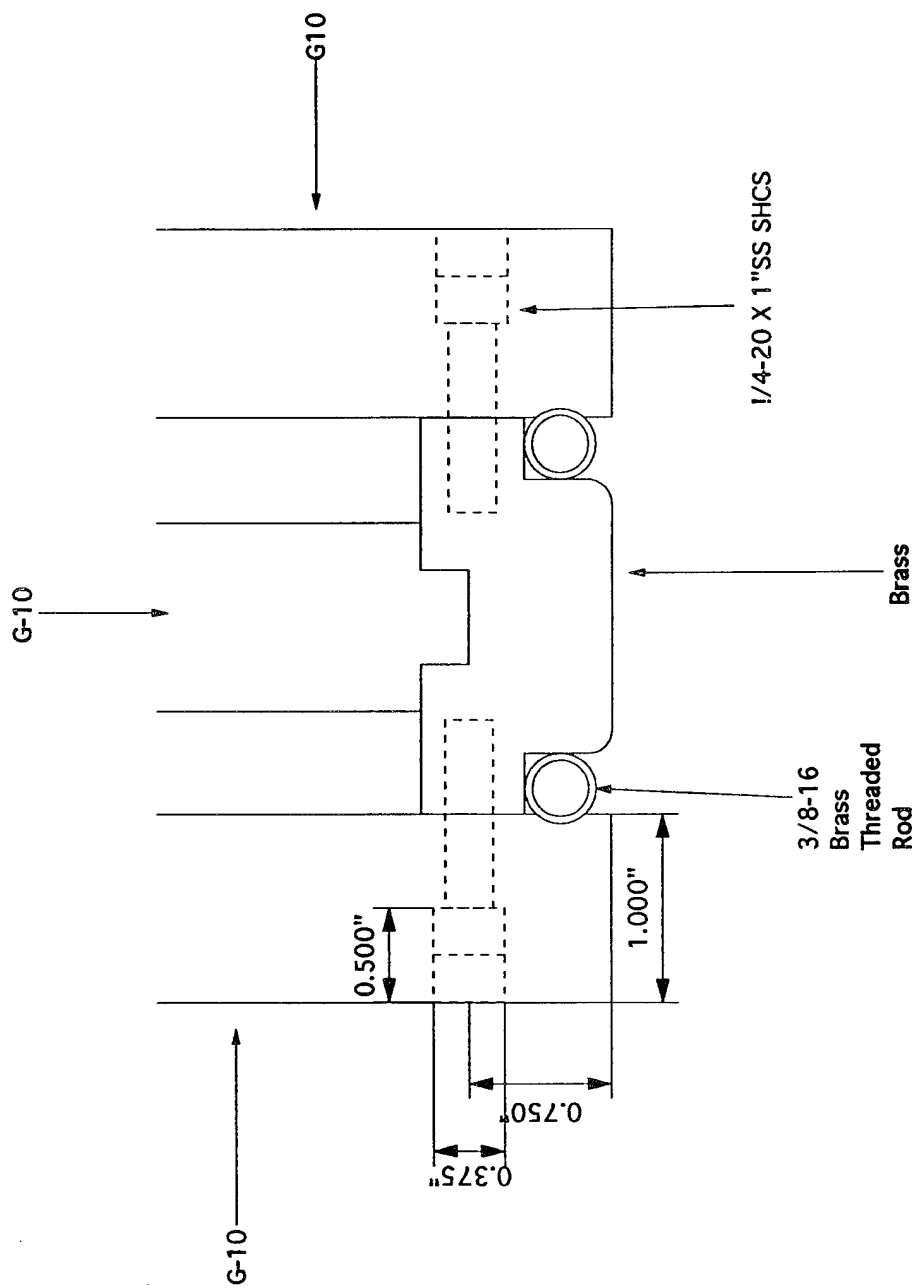 G10
G-10
1/4-20 X 1"SS SHCS
Brass
3/8-16
Brass
Threaded
Rod
0.500"
1.000"
0.750"
0.375"
G-10